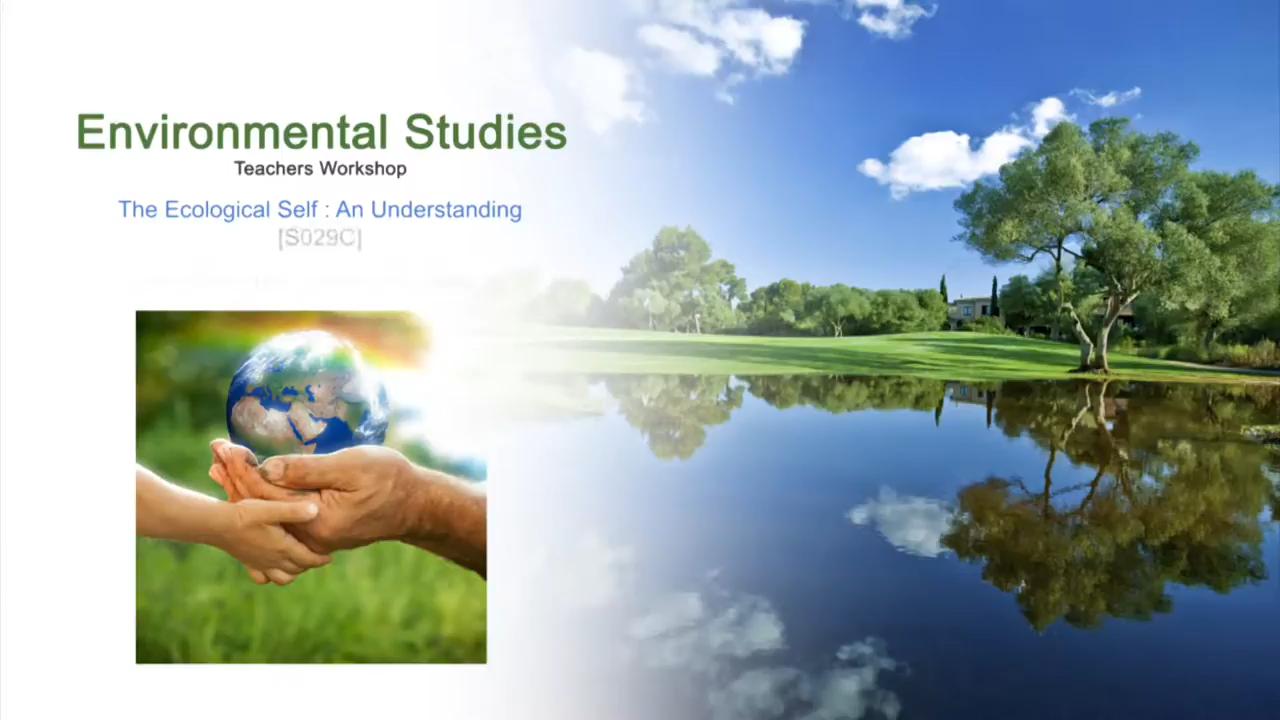 Environmental Studies
Teachers Workshop
The Ecological Self : An Understanding
[S029C]